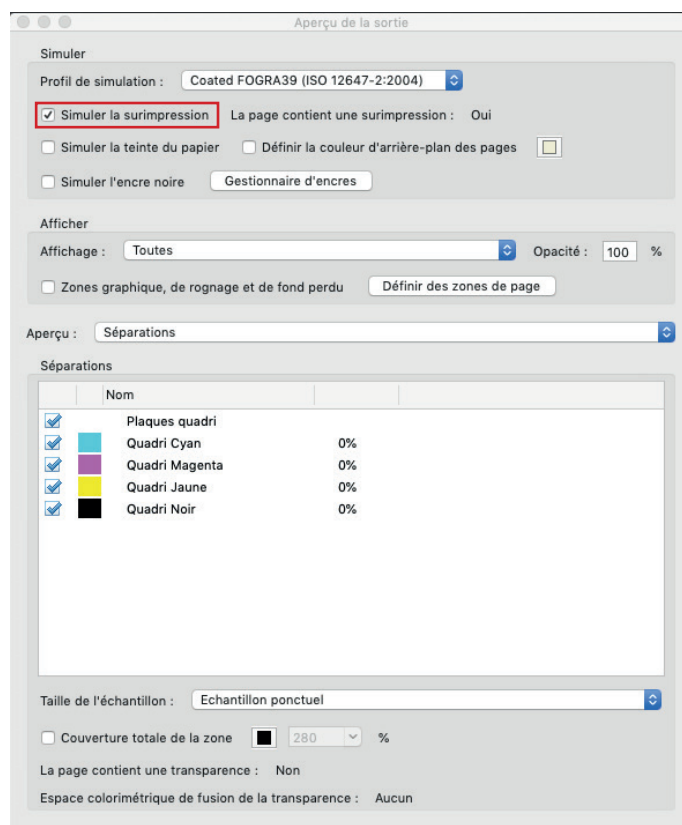 Aperçu de la sortie
Simuler
Profil de simulation : Coated FOGRA39 (ISO 12647-2:2004)
Simuler la surimpression La page contient une surimpression : Oui
Simuler la teinte du papier Définir la couleur d'arrière-plan des pages
Simuler l'encre noire Gestionnaire d'encres
Afficher
Affichage : Toutes Opacité : 100 %
Zones graphique, de rognage et de fond perdu Définir des zones de page
Aperçu : Séparations
Séparations
Nom
Plaques quadri
Quadri Cyan 0%
Quadri Magenta 0%
Quadri Jaune 0%
Quadri Noir 0%
Taille de l'échantillon : Echantillon ponctuel
Couverture totale de la zone 280 %
La page contient une transparence : Non
Espace colorimétrique de fusion de la transparence : Aucun